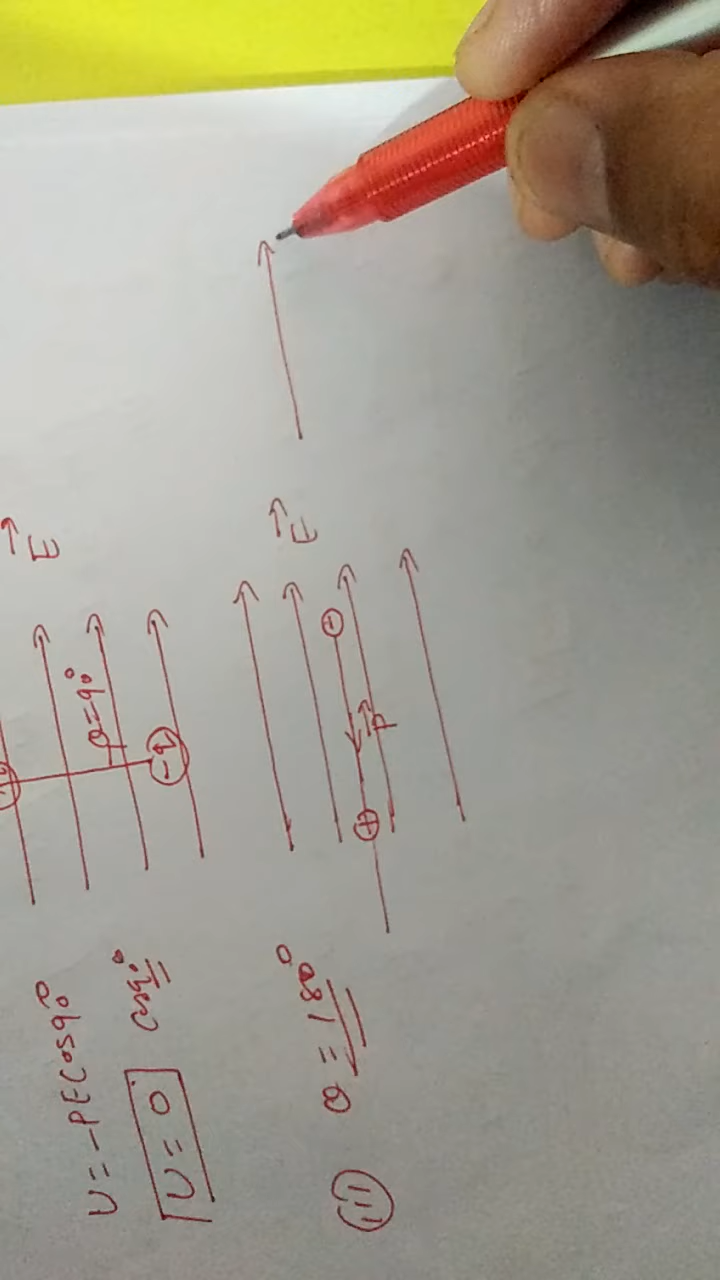 U = -PE Cos 90°
Cos 90°
U = 0
θ = 90°
-q
E
(iii) θ = 180°
+
P
-
E